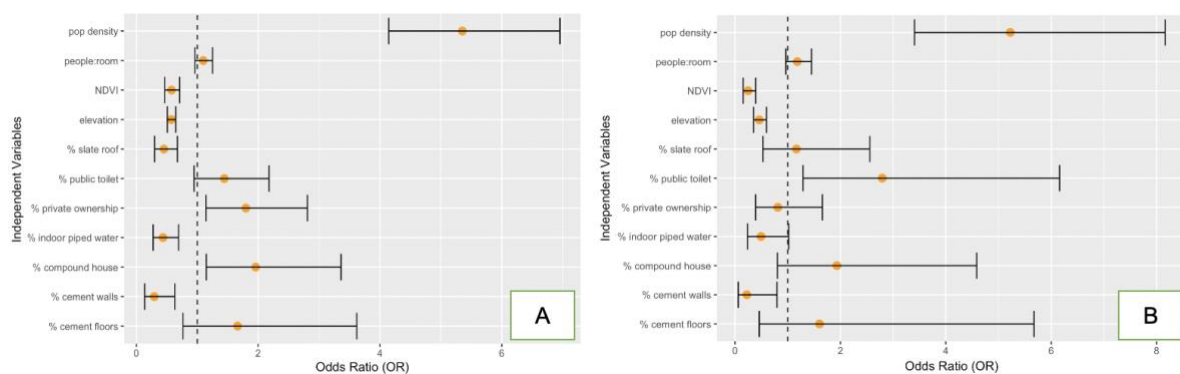 pop density
people:room
NDVI
elevation
% slate roof
% public toilet
% private ownership
% indoor piped water
% compound house
% cement walls
% cement floors
Independent Variables
0 2 4 6
Odds Ratio (OR)
A
pop density
people:room
NDVI
elevation
% slate roof
% public toilet
% private ownership
% indoor piped water
% compound house
% cement walls
% cement floors
Independent Variables
0 2 4 6 8
Odds Ratio (OR)
B